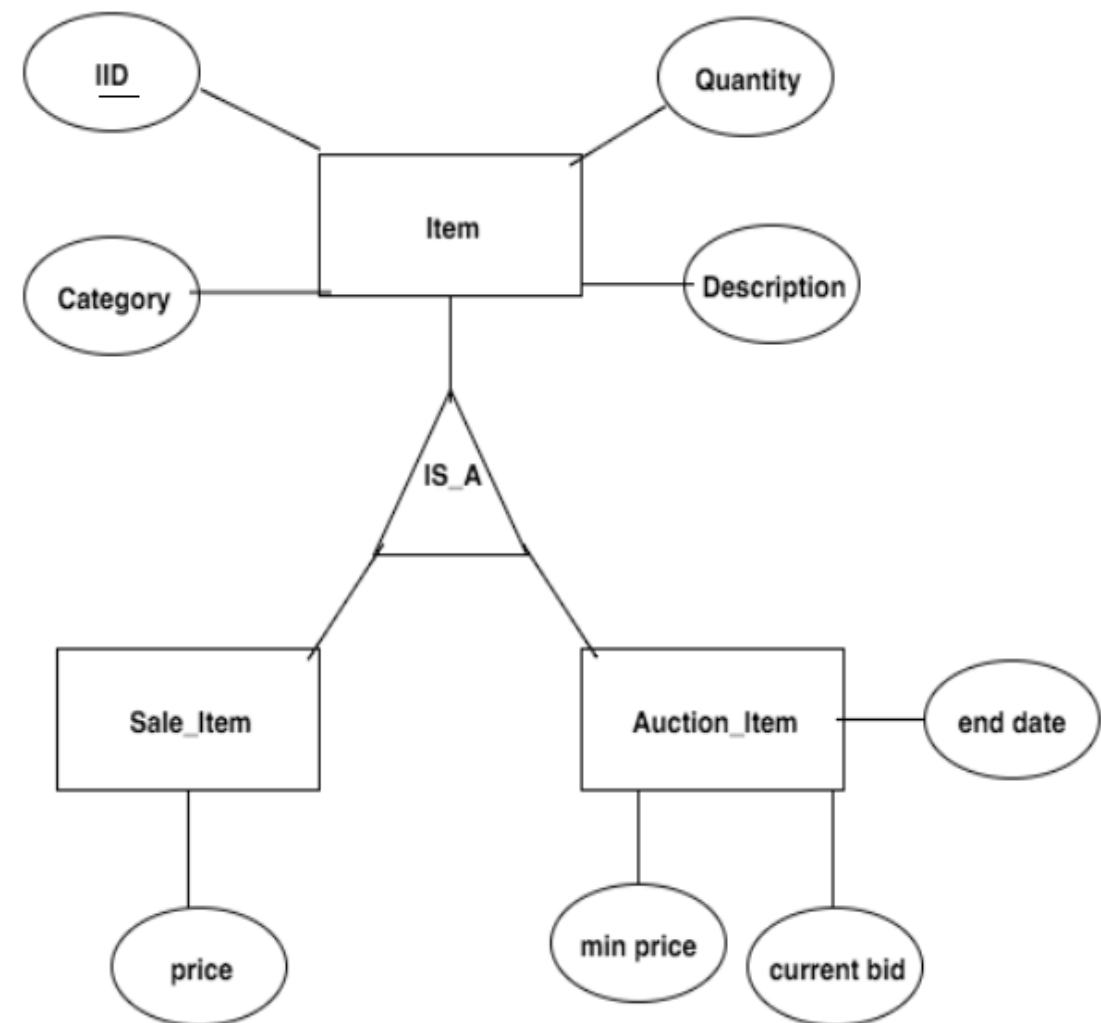 IID
Quantity
Item
Category
Description
IS_A
Sale_Item
Auction_Item
end date
price
min price
current bid